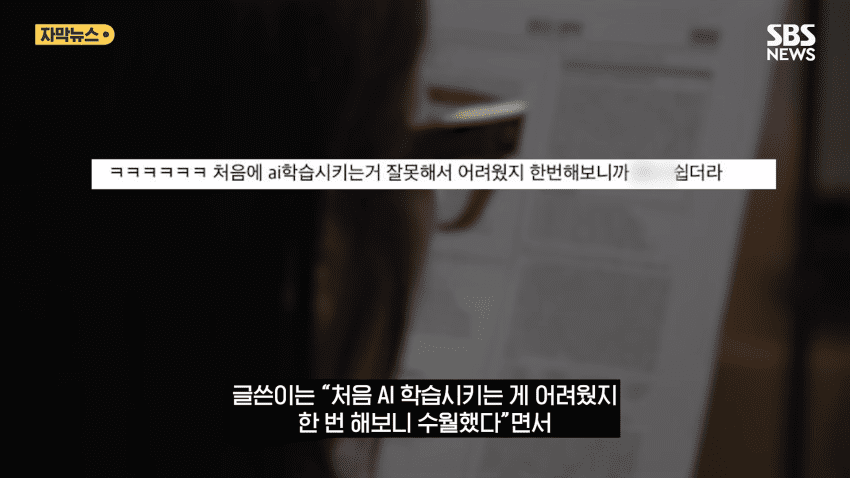 자막뉴스
SBS
NEWS
ㅋㅋㅋㅋㅋㅋ 처음에 ai학습시키는거 잘못해서 어려웠지 한번해보니까 쉽더라
글쓴이는 “처음 AI 학습시키는 게 어려웠지
한 번 해보니 수월했다”면서